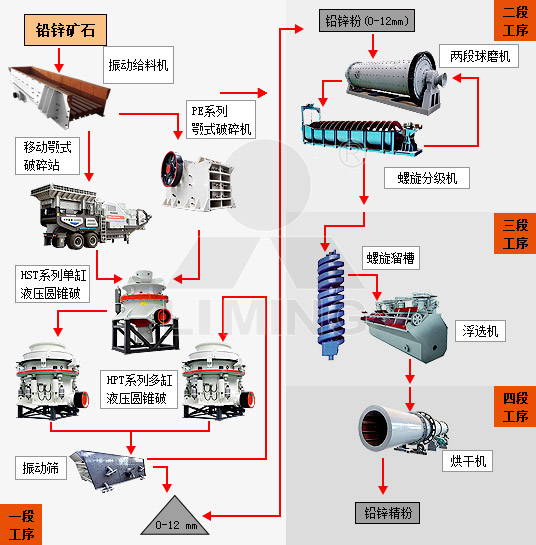 铅锌矿石
振动给料机
PE系列
颚式破碎机
移动颚式
破碎站
HST系列单缸
液压圆锥破
HPT系列多缸
液压圆锥破
振动筛
0-12 mm
一段
工序
二段
工序
铅锌粉(0-12mm)
两段球磨机
螺旋分级机
三段
工序
螺旋溜槽
浮选机
四段
工序
烘干机
铅锌精粉
LIMING
®